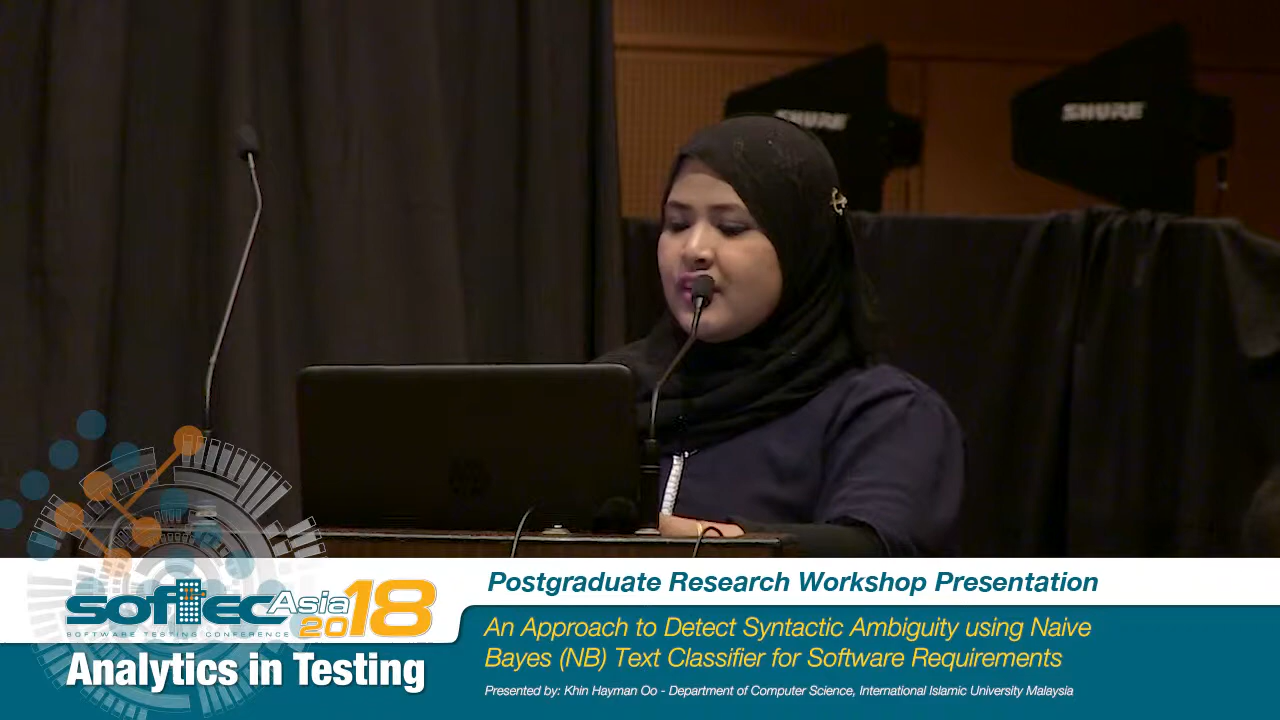 SHURE
SHURE
Postgraduate Research Workshop Presentation
softec Asia 2018
SOFTWARE TESTING CONFERENCE
An Approach to Detect Syntactic Ambiguity using Naive
Bayes (NB) Text Classifier for Software Requirements
Analytics in Testing
Presented by: Khin Hayman Oo - Department of Computer Science, International Islamic University Malaysia